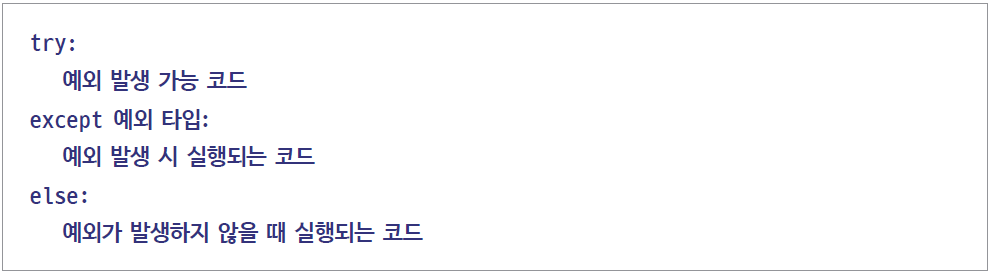 try:
예외 발생 가능 코드
except 예외 타입:
예외 발생 시 실행되는 코드
else:
예외가 발생하지 않을 때 실행되는 코드